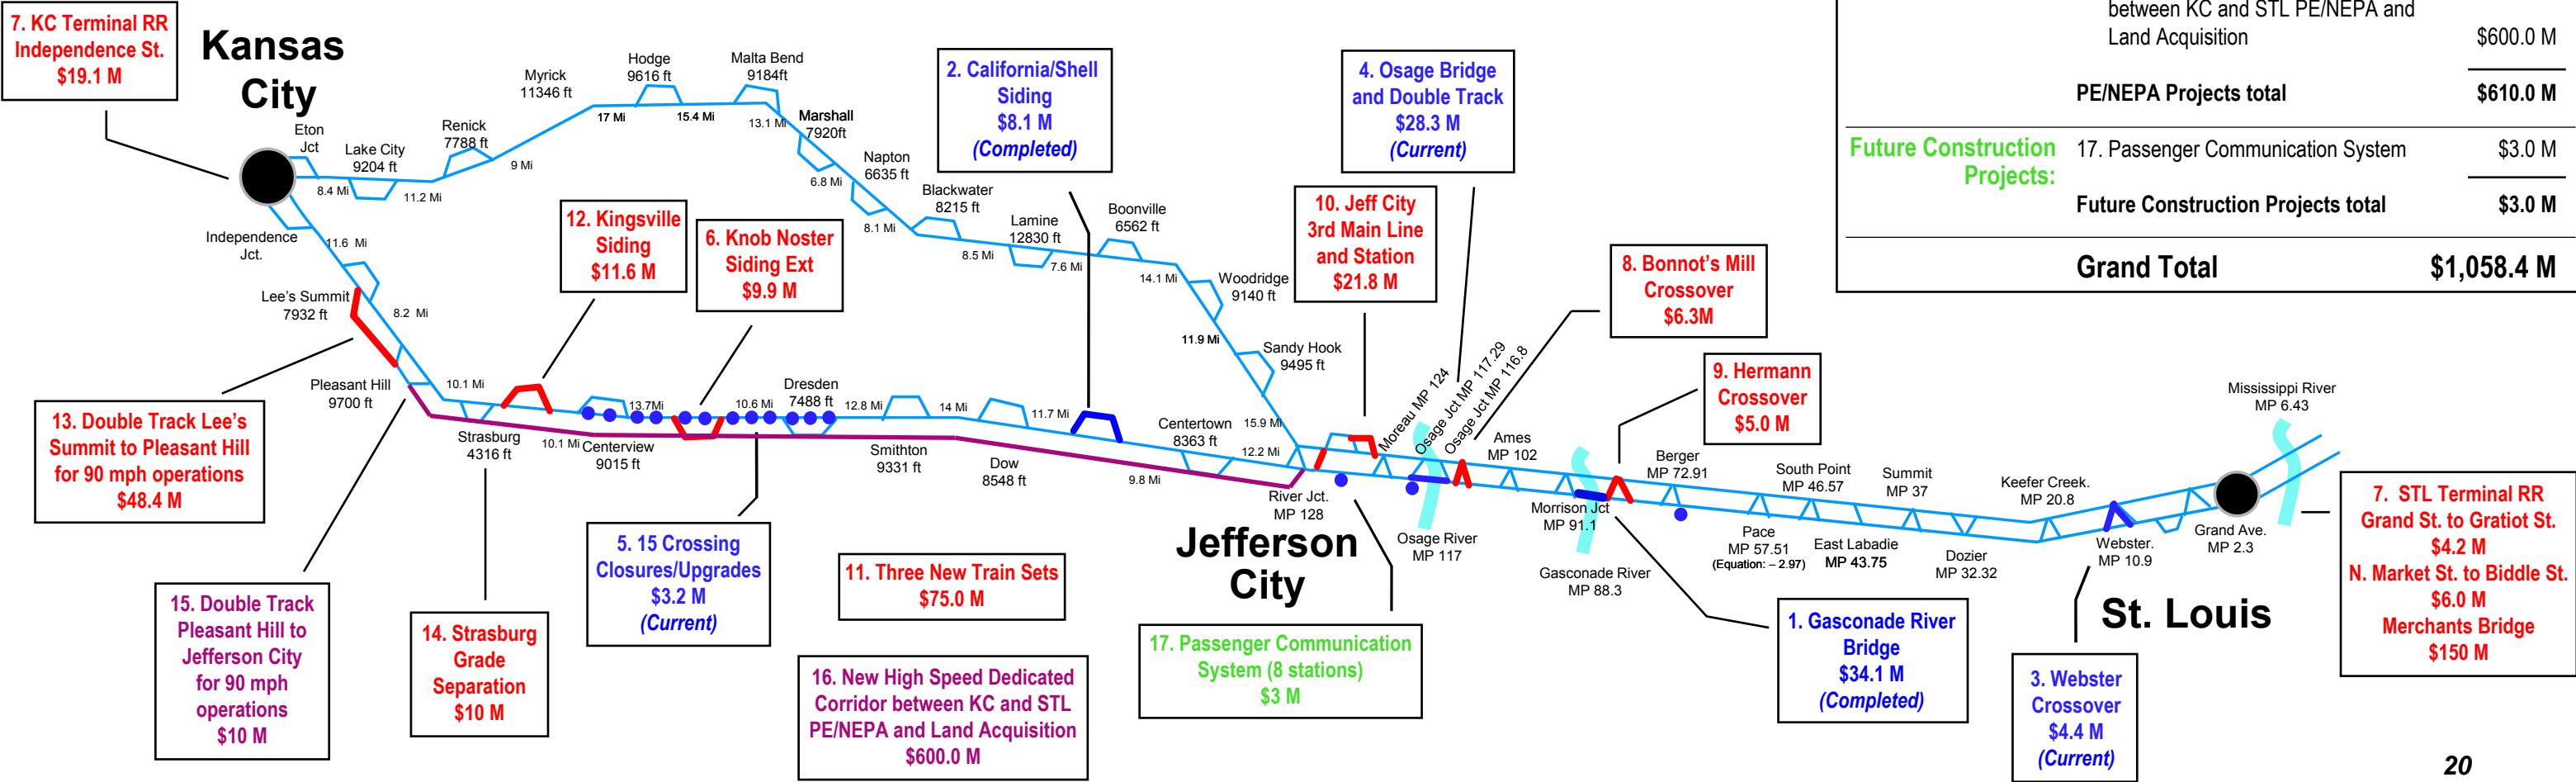 7. KC Terminal RR
Independence St.
$19.1 M
Kansas
City
Eton
Jct
8.4 Mi
Lake City
9204 ft
11.2 Mi
Renick
7788 ft
9 Mi
Myrick
11346 ft
17 Mi
Hodge
9616 ft
15.4 Mi
Malta Bend
9184ft
13.1 Mi
Marshall
7920ft
6.8 Mi
Napton
6635 ft
8.1 Mi
Blackwater
8215 ft
8.5 Mi
Lamine
12830 ft
7.6 Mi
Boonville
6562 ft
14.1 Mi
Woodridge
9140 ft
11.9 Mi
Sandy Hook
9495 ft
15.9 Mi
2. California/Shell
Siding
$8.1 M
(Completed)
4. Osage Bridge
and Double Track
$28.3 M
(Current)
between KC and STL PE/NEPA and
Land Acquisition $600.0 M
PE/NEPA Projects total $610.0 M
Future Construction
Projects:
17. Passenger Communication System $3.0 M
Future Construction Projects total $3.0 M
Grand Total $1,058.4 M
12. Kingsville
Siding
$11.6 M
6. Knob Noster
Siding Ext
$9.9 M
10. Jeff City
3rd Main Line
and Station
$21.8 M
8. Bonnot's Mill
Crossover
$6.3M
9. Hermann
Crossover
$5.0 M
Independence
Jct.
11.6 Mi
Lee's Summit
7932 ft
8.2 Mi
Pleasant Hill
9700 ft
10.1 Mi
Strasburg
4316 ft
10.1 Mi
Centerview
9015 ft
13.7Mi
10.6 Mi
Dresden
7488 ft
12.8 Mi
Smithton
9331 ft
14 Mi
Dow
8548 ft
11.7 Mi
9.8 Mi
Centertown
8363 ft
12.2 Mi
River Jct.
MP 128
Moreau MP 124
Osage Jct MP 117.29
Osage Jct MP 116.8
Osage River
MP 117
Ames
MP 102
Morrison Jct
MP 91.1
Gasconade River
MP 88.3
Berger
MP 72.91
Pace
MP 57.51
(Equation: – 2.97)
South Point
MP 46.57
East Labadie
MP 43.75
Summit
MP 37
Dozier
MP 32.32
Keefer Creek.
MP 20.8
Webster.
MP 10.9
Grand Ave.
MP 2.3
Mississippi River
MP 6.43
Jefferson
City
St. Louis
13. Double Track Lee's
Summit to Pleasant Hill
for 90 mph operations
$48.4 M
15. Double Track
Pleasant Hill to
Jefferson City
for 90 mph
operations
$10 M
14. Strasburg
Grade
Separation
$10 M
5. 15 Crossing
Closures/Upgrades
$3.2 M
(Current)
11. Three New Train Sets
$75.0 M
16. New High Speed Dedicated
Corridor between KC and STL
PE/NEPA and Land Acquisition
$600.0 M
17. Passenger Communication
System (8 stations)
$3 M
1. Gasconade River
Bridge
$34.1 M
(Completed)
3. Webster
Crossover
$4.4 M
(Current)
7. STL Terminal RR
Grand St. to Gratiot St.
$4.2 M
N. Market St. to Biddle St.
$6.0 M
Merchants Bridge
$150 M
20